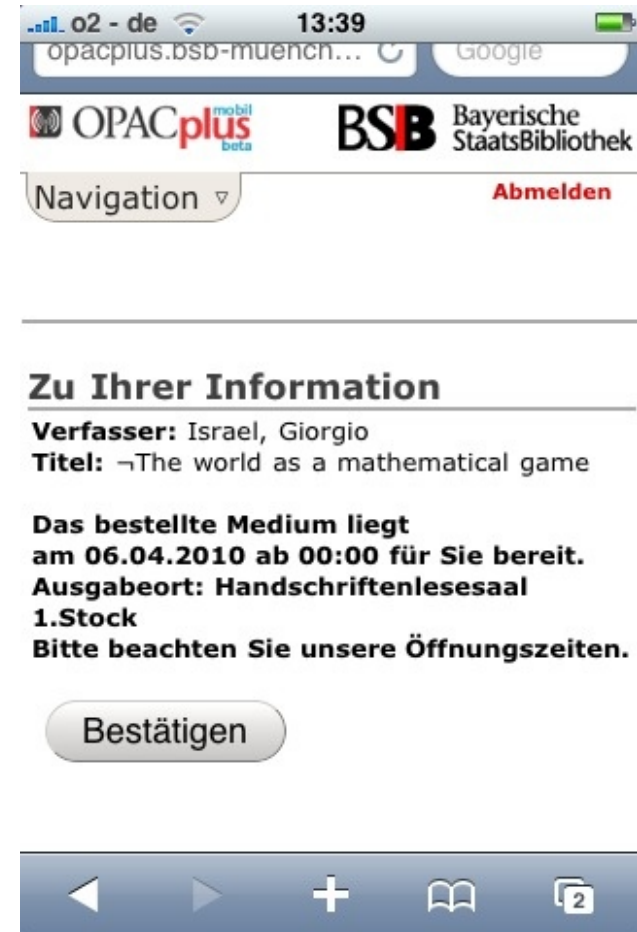 o2 - de 13:39
opacplus.bsb-muench... Google
OPACplus mobil beta
BSB Bayerische
StaatsBibliothek
Navigation ▿ Abmelden
Zu Ihrer Information
Verfasser: Israel, Giorgio
Titel: ¬The world as a mathematical game
Das bestellte Medium liegt
am 06.04.2010 ab 00:00 für Sie bereit.
Ausgabeort: Handschriftenlesesaal
1.Stock
Bitte beachten Sie unsere Öffnungszeiten.
Bestätigen
2